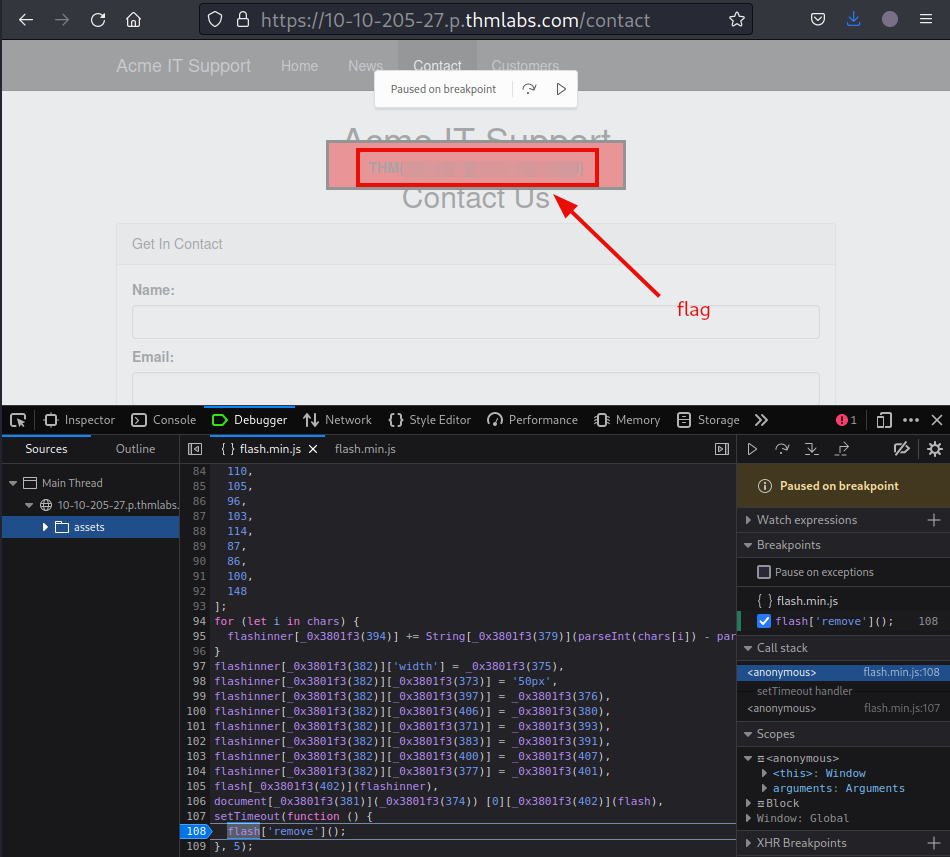 https://10-10-205-27.p.thmlabs.com/contact
Acme IT Support Home News Contact Customers
Paused on breakpoint
Acme IT Support
THM{
Contact Us
flag
Get In Contact
Name:
Email:
Inspector Console Debugger Network Style Editor Performance Memory Storage 1
Sources Outline { } flash.min.js flash.min.js
Main Thread
10-10-205-27.p.thmlabs.
assets
84 110,
85 105,
86 96,
87 103,
88 114,
89 87,
90 86,
91 100,
92 148
93 ];
94 for (let i in chars) {
95 flashinner[_0x3801f3(394)] += String[_0x3801f3(379)](parseInt(chars[i]) - par
96 }
97 flashinner[_0x3801f3(382)]['width'] = _0x3801f3(375),
98 flashinner[_0x3801f3(382)][_0x3801f3(373)] = '50px',
99 flashinner[_0x3801f3(382)][_0x3801f3(397)] = _0x3801f3(376),
100 flashinner[_0x3801f3(382)][_0x3801f3(406)] = _0x3801f3(380),
101 flashinner[_0x3801f3(382)][_0x3801f3(371)] = _0x3801f3(393),
102 flashinner[_0x3801f3(382)][_0x3801f3(383)] = _0x3801f3(391),
103 flashinner[_0x3801f3(382)][_0x3801f3(400)] = _0x3801f3(407),
104 flashinner[_0x3801f3(382)][_0x3801f3(377)] = _0x3801f3(401),
105 flash[_0x3801f3(402)](flashinner),
106 document[_0x3801f3(381)](_0x3801f3(374)) [0][_0x3801f3(402)](flash),
107 setTimeout(function () {
108 flash['remove']();
109 }, 5);
Paused on breakpoint
Watch expressions
Breakpoints
Pause on exceptions
{ } flash.min.js
flash['remove'](); 108
Call stack
<anonymous> flash.min.js:108
setTimeout handler
<anonymous> flash.min.js:107
Scopes
<anonymous>
<this>: Window
arguments: Arguments
Block
Window: Global
XHR Breakpoints